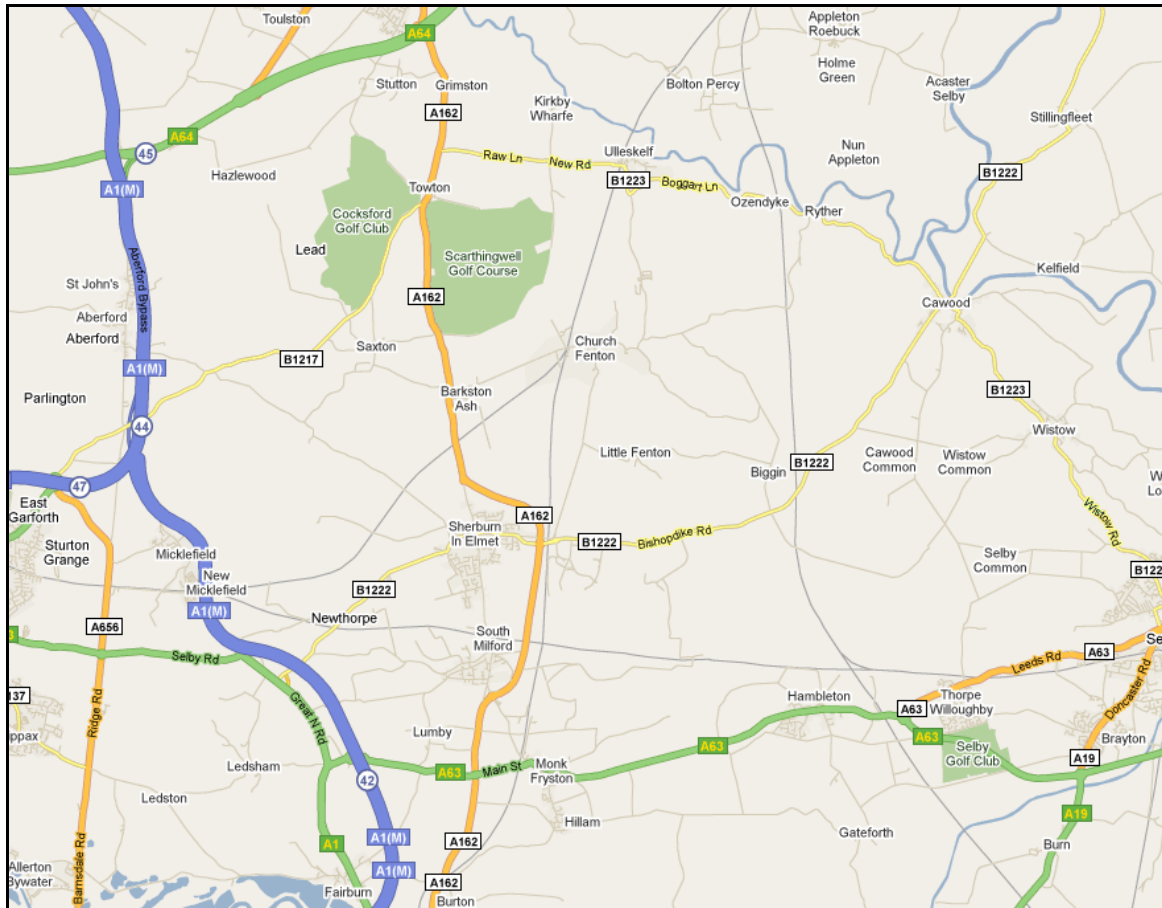 Toulston
A64
Appleton
Roebuck
Holme
Green
Stutton
Grimston
Bolton Percy
Acaster
Selby
A162
Kirkby
Wharfe
Stillingfleet
A64
45
Raw Ln
New Rd
Ulleskelf
Nun
Appleton
B1222
Hazlewood
A1(M)
Towton
B1223
Boggart Ln
Ozendyke
Ryther
Cocksford
Golf Club
Lead
Scarthingwell
Golf Course
Aberford Bypass
St John's
A162
Kelfield
Cawood
Aberford
Aberford
Saxton
Church
Fenton
B1217
A1(M)
Barkston
Ash
Parlington
B1223
44
Wistow
Little Fenton
Cawood
Common
Wistow
Common
Biggin
B1222
47
East
Garforth
A162
Wistow Rd
Sherburn
In Elmet
B1222
Bishopdike Rd
Sturton
Grange
Micklefield
Selby
Common
New
Micklefield
B1222
A1(M)
Newthorpe
A656
South
Milford
Selby Rd
Leeds Rd
A63
Doncaster Rd
137
Ridge Rd
Great N Rd
Hambleton
Thorpe
Willoughby
A63
Lumby
A63
A63
Brayton
Selby
Golf Club
A19
Ledsham
42
A63
Main St
Monk
Fryston
Ledston
Hillam
A19
A1
A1(M)
A162
Gateforth
Burn
Allerton
Bywater
Barnsdale Rd
A1(M)
Fairburn
A162
Burton